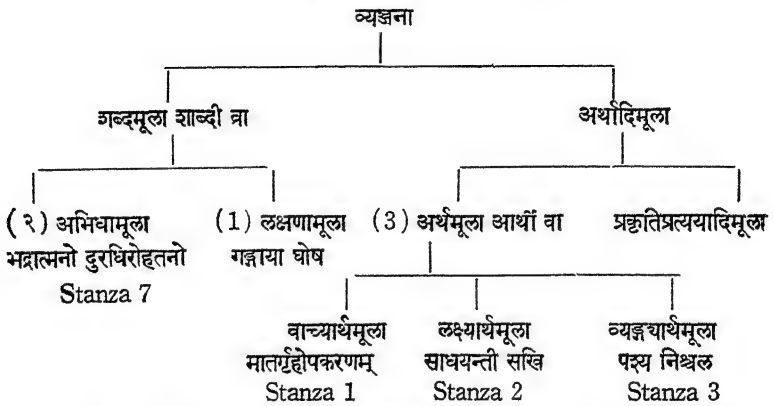 व्यञ्जना
शब्दमूला शाब्दी वा अर्थादिमूला
(२) अभिधामूला (1) लक्षणामूला (3) अर्थमूला आर्थी वा प्रकृतिप्रत्ययादिमूला
भद्रात्मनो दुरधिरोहतनो गङ्गाया घोष
Stanza 7
वाच्यार्थमूला लक्ष्यार्थमूला व्यङ्ग्यार्थमूला
मातर्गृहोपकरणम् साधयन्ती सखि पश्य निश्चल
Stanza 1 Stanza 2 Stanza 3